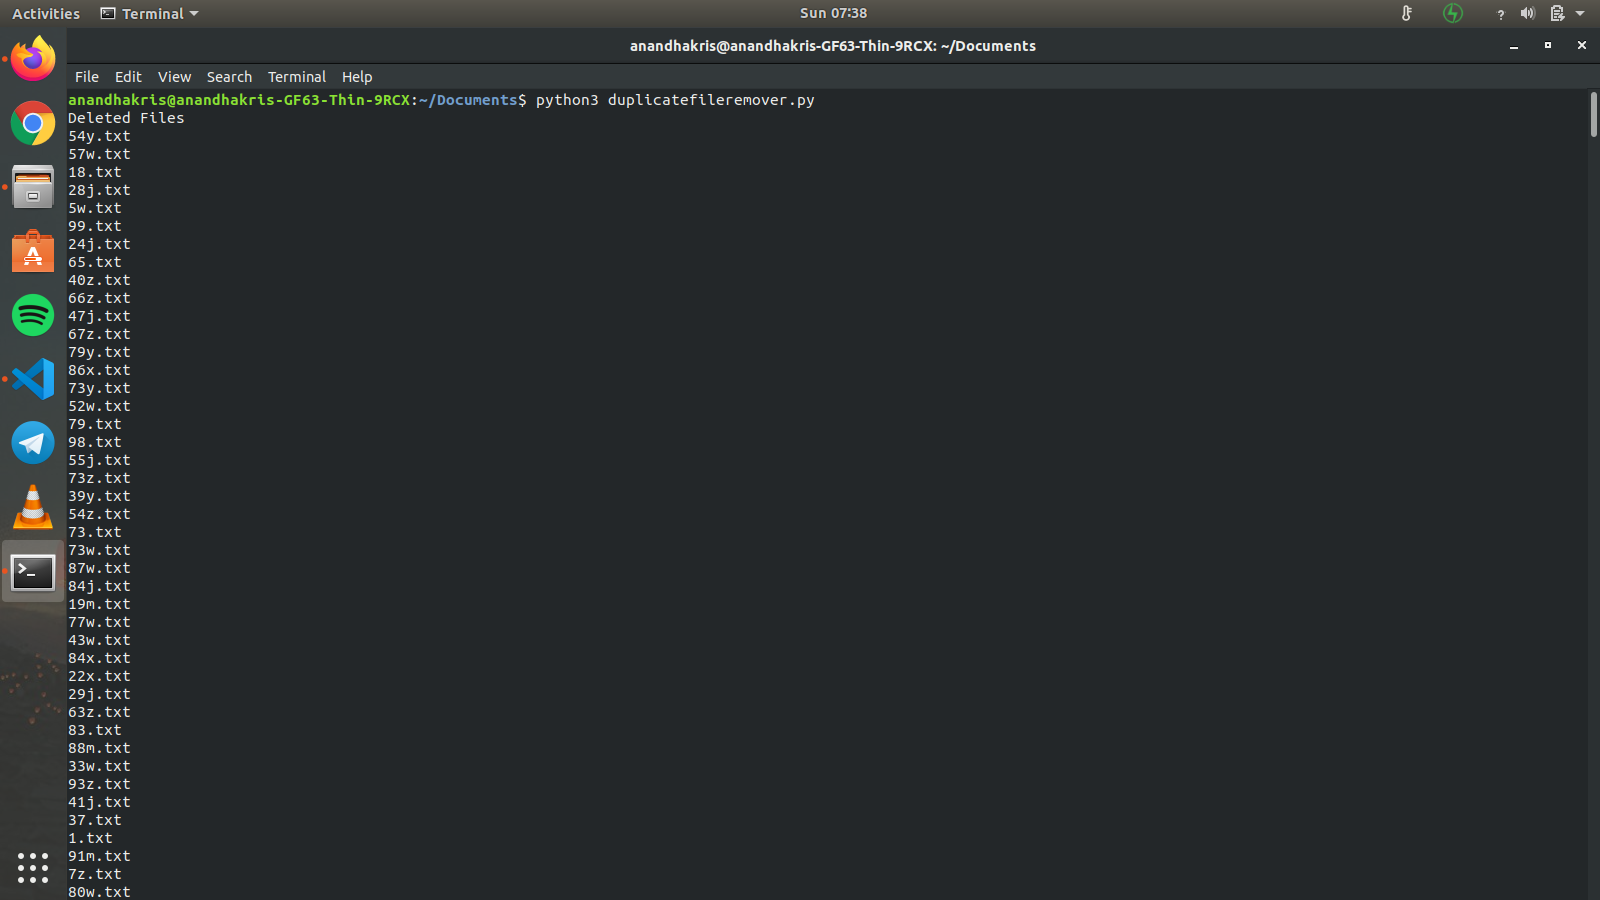 Activities Terminal Sun 07:38 ?
anandhakris@anandhakris-GF63-Thin-9RCX: ~/Documents
File Edit View Search Terminal Help
anandhakris@anandhakris-GF63-Thin-9RCX:~/Documents$ python3 duplicatefileremover.py
Deleted Files
54y.txt
57w.txt
18.txt
28j.txt
5w.txt
99.txt
24j.txt
65.txt
40z.txt
66z.txt
47j.txt
67z.txt
79y.txt
86x.txt
73y.txt
52w.txt
79.txt
98.txt
55j.txt
73z.txt
39y.txt
54z.txt
73.txt
73w.txt
87w.txt
84j.txt
19m.txt
77w.txt
43w.txt
84x.txt
22x.txt
29j.txt
63z.txt
83.txt
88m.txt
33w.txt
93z.txt
41j.txt
37.txt
1.txt
91m.txt
7z.txt
80w.txt